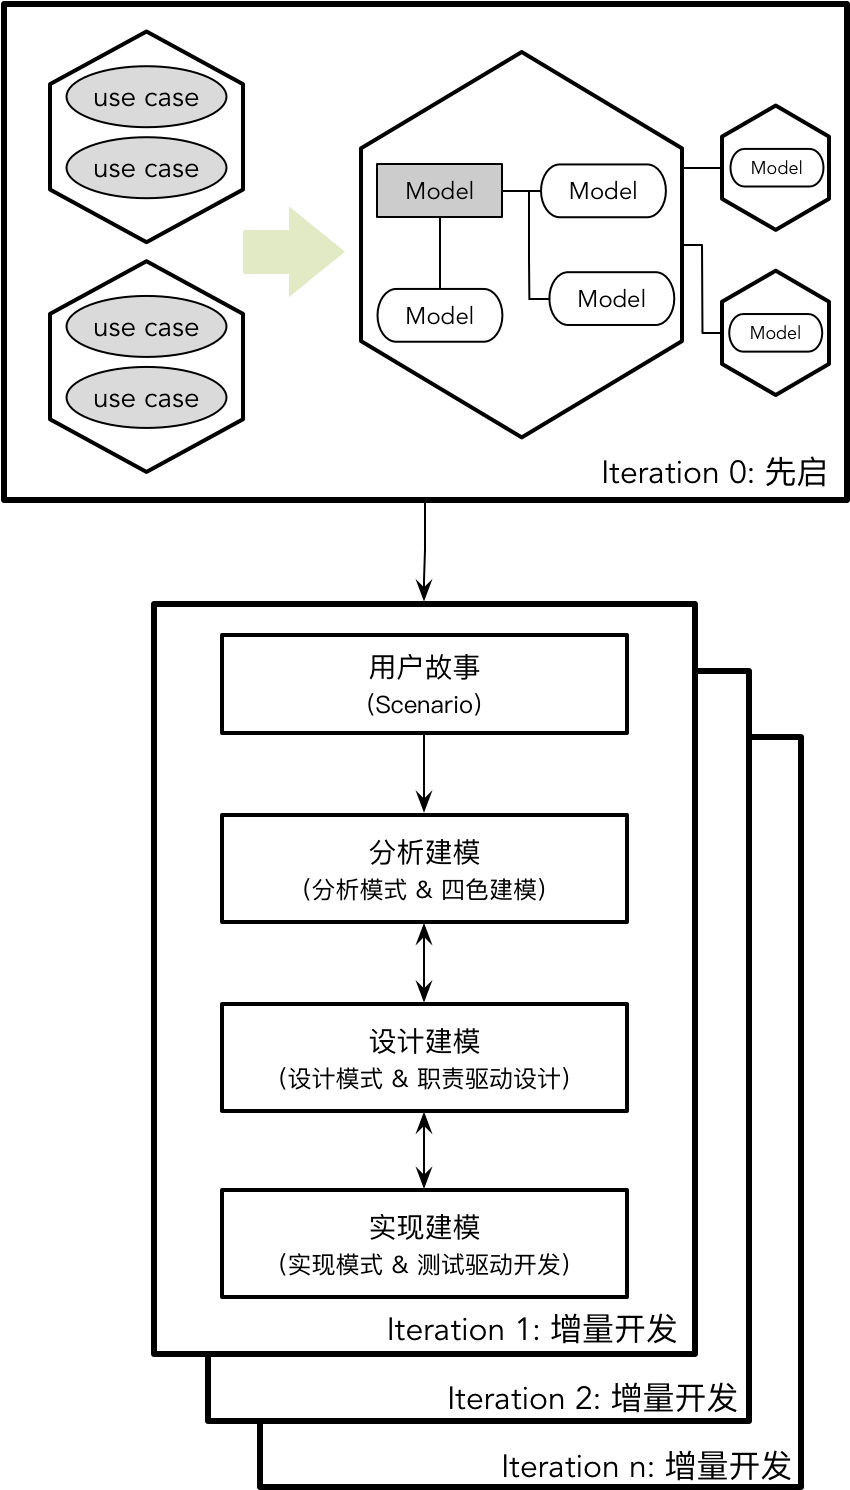 use case
use case
use case
use case
Model
Model
Model
Model
Model
Model
Iteration 0: 先启
用户故事
（Scenario）
分析建模
（分析模式 & 四色建模）
设计建模
（设计模式 & 职责驱动设计）
实现建模
（实现模式 & 测试驱动开发）
Iteration 1: 增量开发
Iteration 2: 增量开发
Iteration n: 增量开发